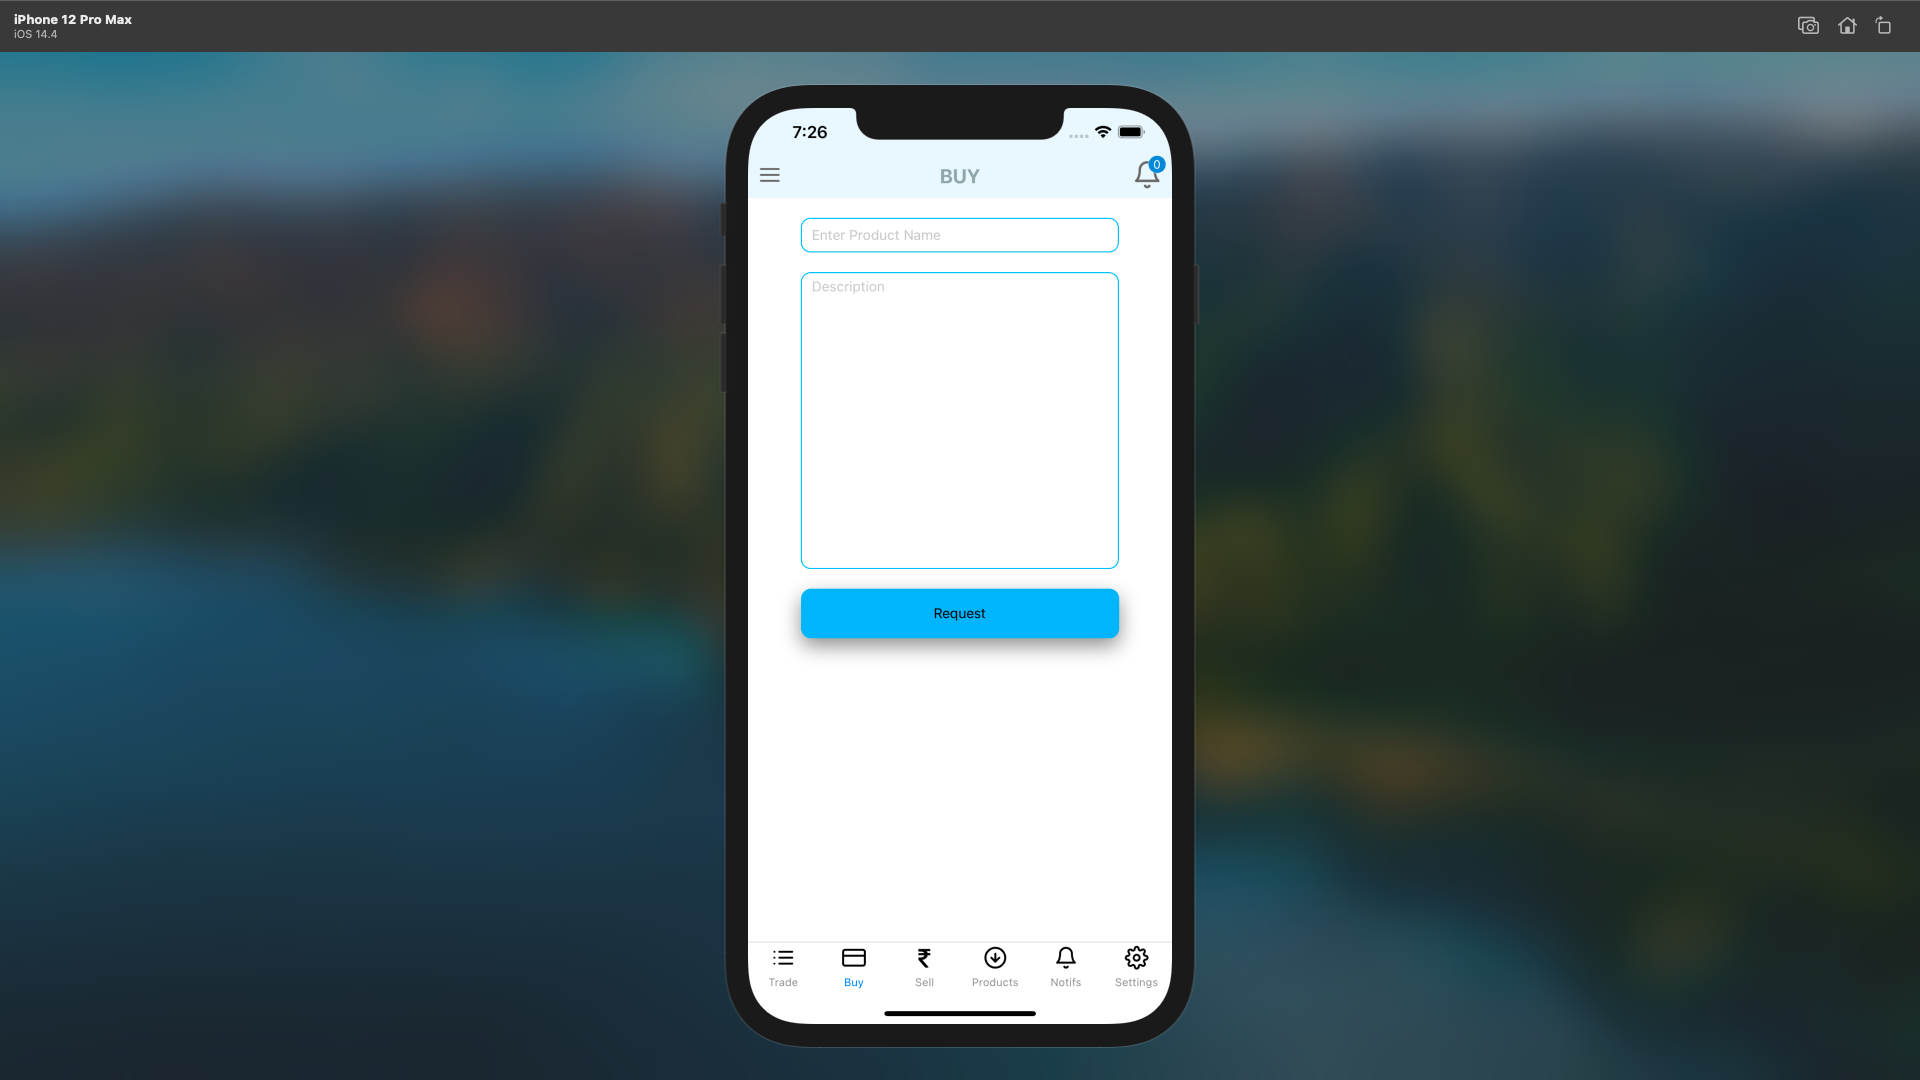 iPhone 12 Pro Max
iOS 14.4
7:26
BUY
0
Enter Product Name
Description
Request
Trade
Buy
Sell
Products
Notifs
Settings